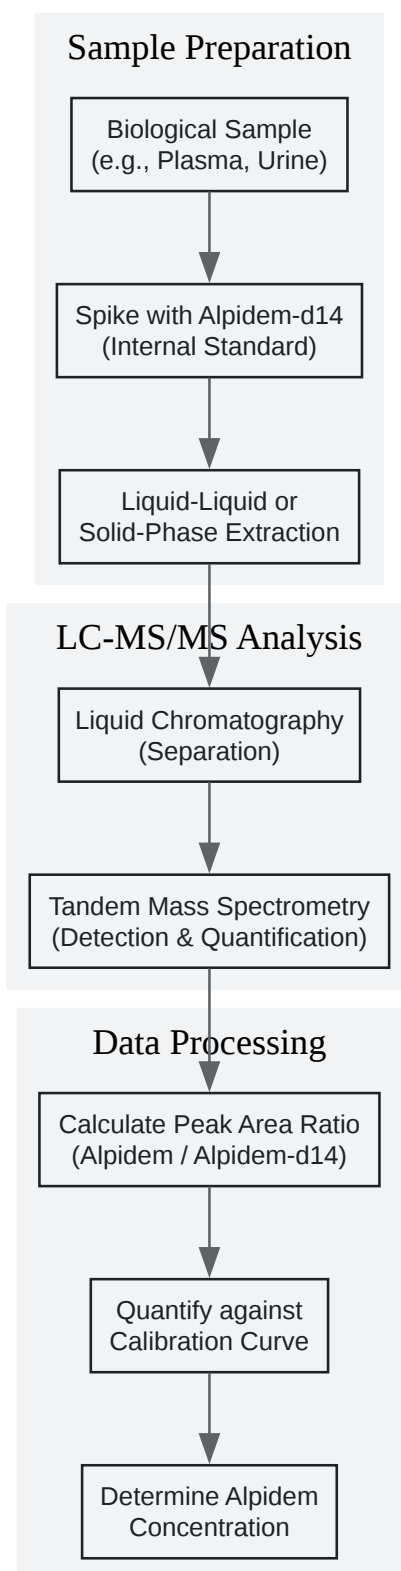 Sample Preparation
Biological Sample
(e.g., Plasma, Urine)
Spike with Alpidem-d14
(Internal Standard)
Liquid-Liquid or
Solid-Phase Extraction
LC-MS/MS Analysis
Liquid Chromatography
(Separation)
Tandem Mass Spectrometry
(Detection & Quantification)
Data Processing
Calculate Peak Area Ratio
(Alpidem / Alpidem-d14)
Quantify against
Calibration Curve
Determine Alpidem
Concentration